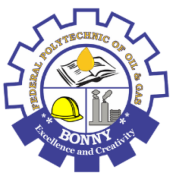 FEDERAL POLYTECHNIC OF OIL & GAS
BONNY
Excellence and Creativity